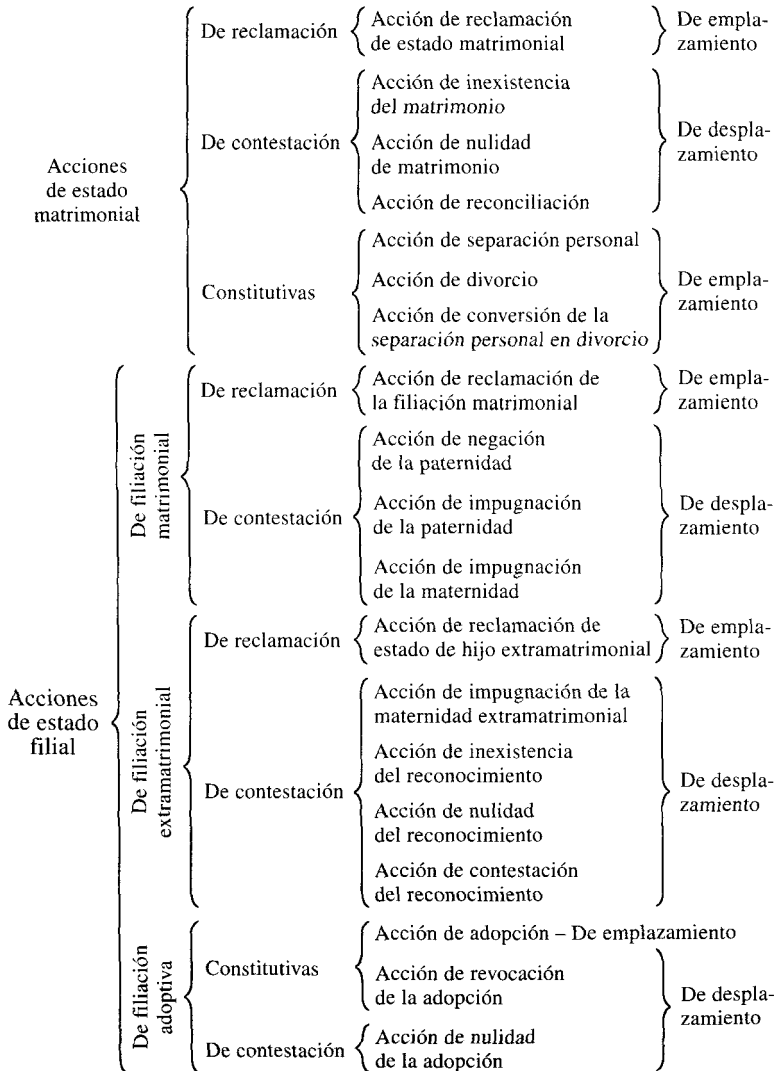 Acciones
de estado
matrimonial
De reclamación
Acción de reclamación
de estado matrimonial
De empla-
zamiento
De contestación
Acción de inexistencia
del matrimonio
Acción de nulidad
de matrimonio
Acción de reconciliación
De despla-
zamiento
Constitutivas
Acción de separación personal
Acción de divorcio
Acción de conversión de la
separación personal en divorcio
De empla-
zamiento
Acciones
de estado
filial
De filiación
matrimonial
De reclamación
Acción de reclamación de
la filiación matrimonial
De empla-
zamiento
De contestación
Acción de negación
de la paternidad
Acción de impugnación
de la paternidad
Acción de impugnación
de la maternidad
De despla-
zamiento
De filiación
extramatrimonial
De reclamación
Acción de reclamación de
estado de hijo extramatrimonial
De empla-
zamiento
De contestación
Acción de impugnación de la
maternidad extramatrimonial
Acción de inexistencia
del reconocimiento
Acción de nulidad
del reconocimiento
Acción de contestación
del reconocimiento
De despla-
zamiento
De filiación
adoptiva
Constitutivas
Acción de adopción – De emplazamiento
Acción de revocación
de la adopción
De contestación
Acción de nulidad
de la adopción
De despla-
zamiento